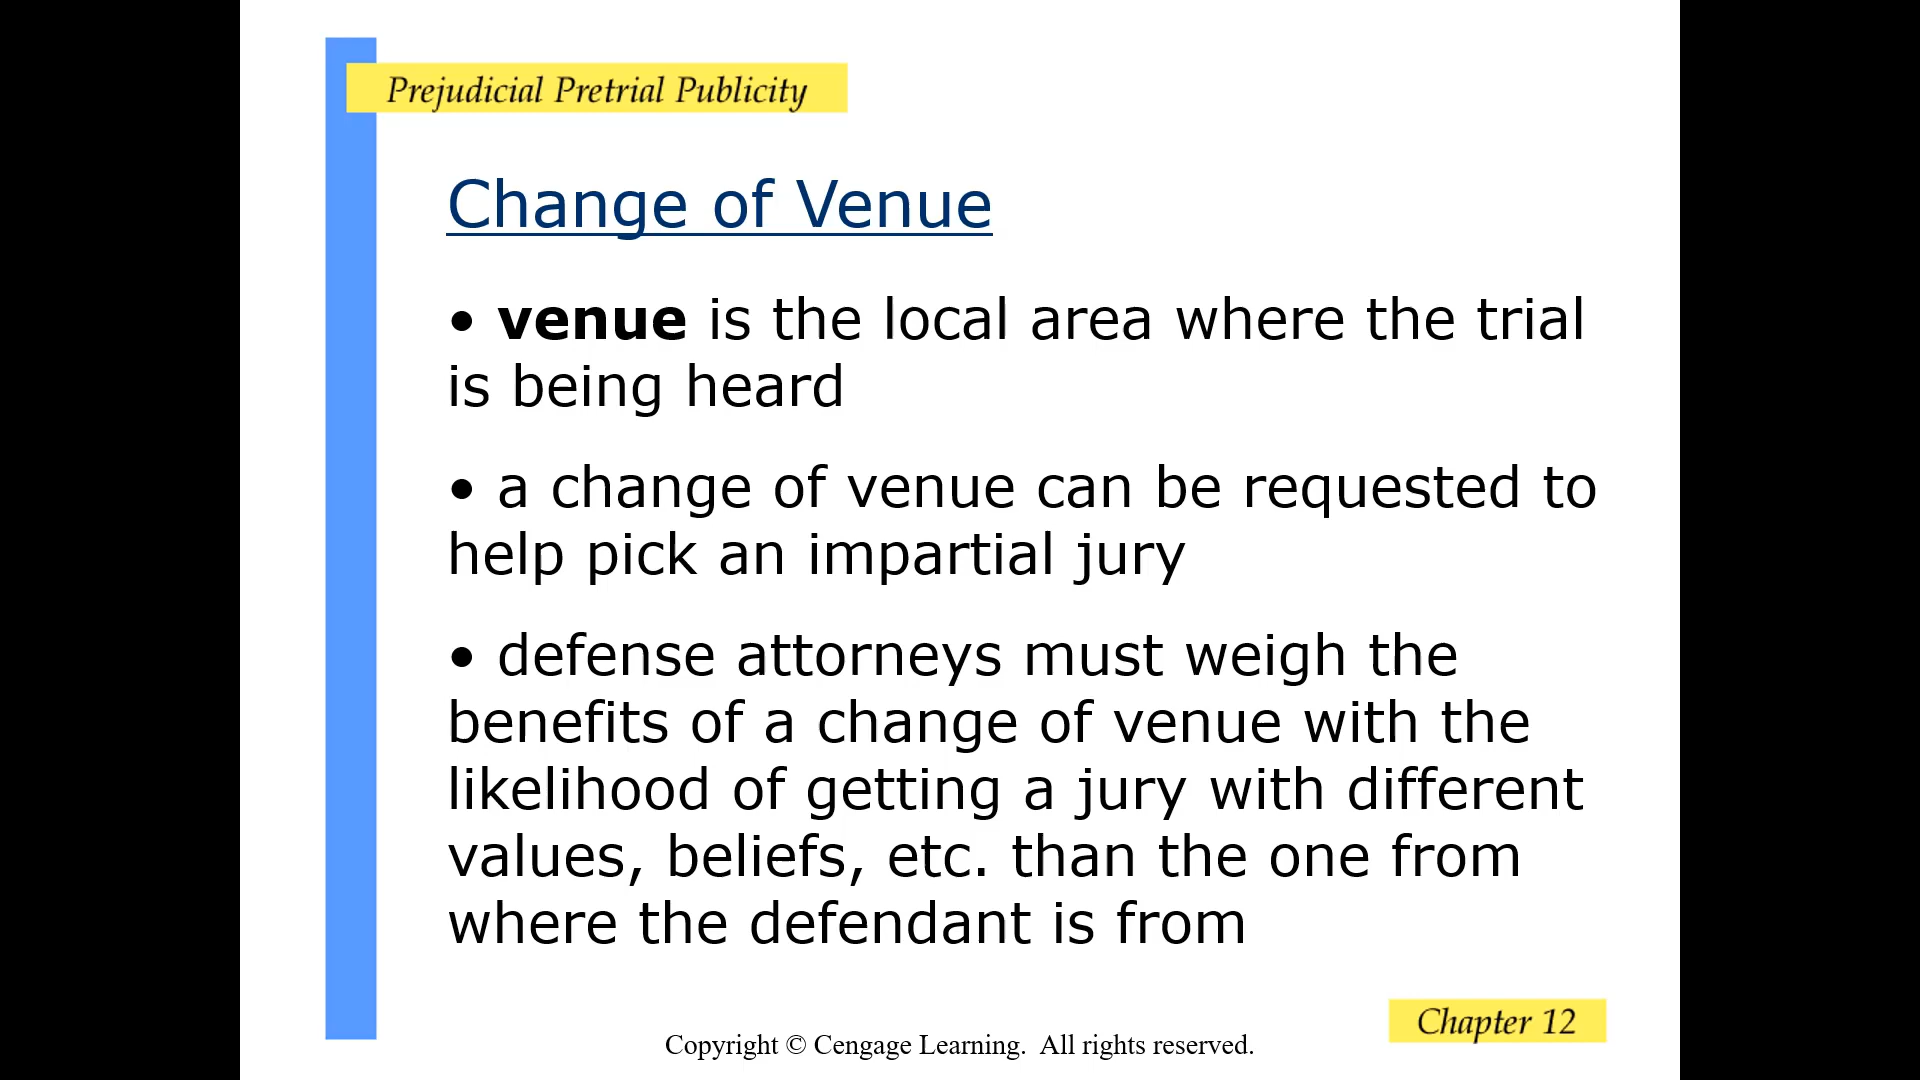 Prejudicial Pretrial Publicity
Change of Venue
• venue is the local area where the trial
is being heard
• a change of venue can be requested to
help pick an impartial jury
• defense attorneys must weigh the
benefits of a change of venue with the
likelihood of getting a jury with different
values, beliefs, etc. than the one from
where the defendant is from
Chapter 12
Copyright © Cengage Learning.  All rights reserved.